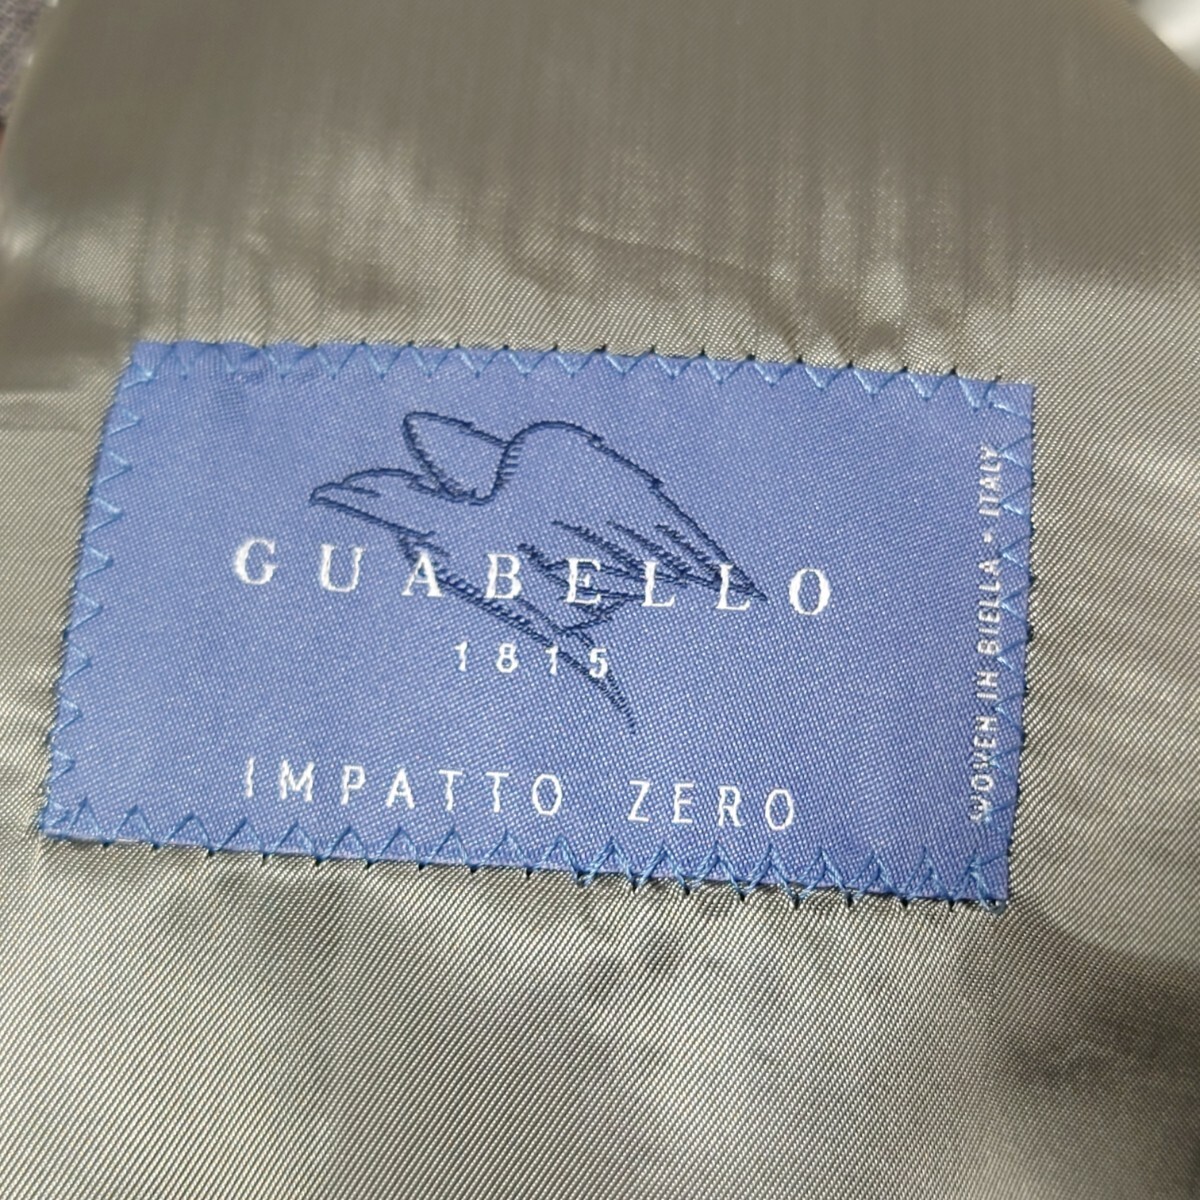 GUABELLO
1815
IMPATTO ZERO
WOVEN IN BIELLA • ITALY